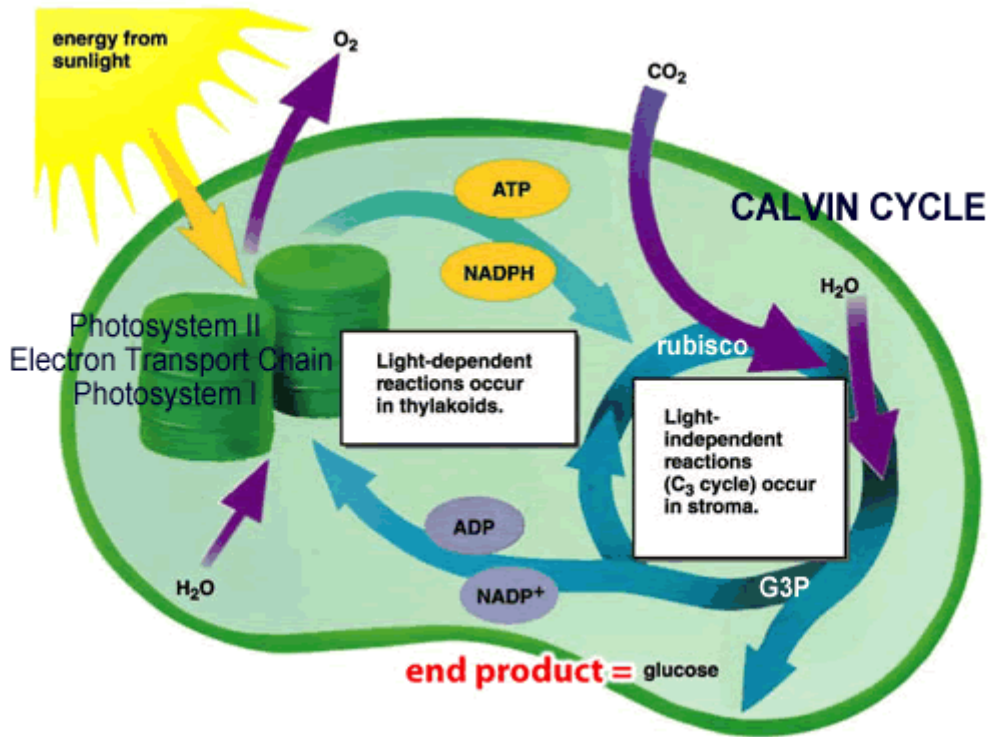 energy from
sunlight
O₂
CO₂
ATP
CALVIN CYCLE
NADPH
H₂O
Photosystem II
Electron Transport Chain
Photosystem I
rubisco
Light-dependent
reactions occur
in thylakoids.
Light-
independent
reactions
(C₃ cycle) occur
in stroma.
ADP
H₂O
NADP⁺
G3P
end product = glucose